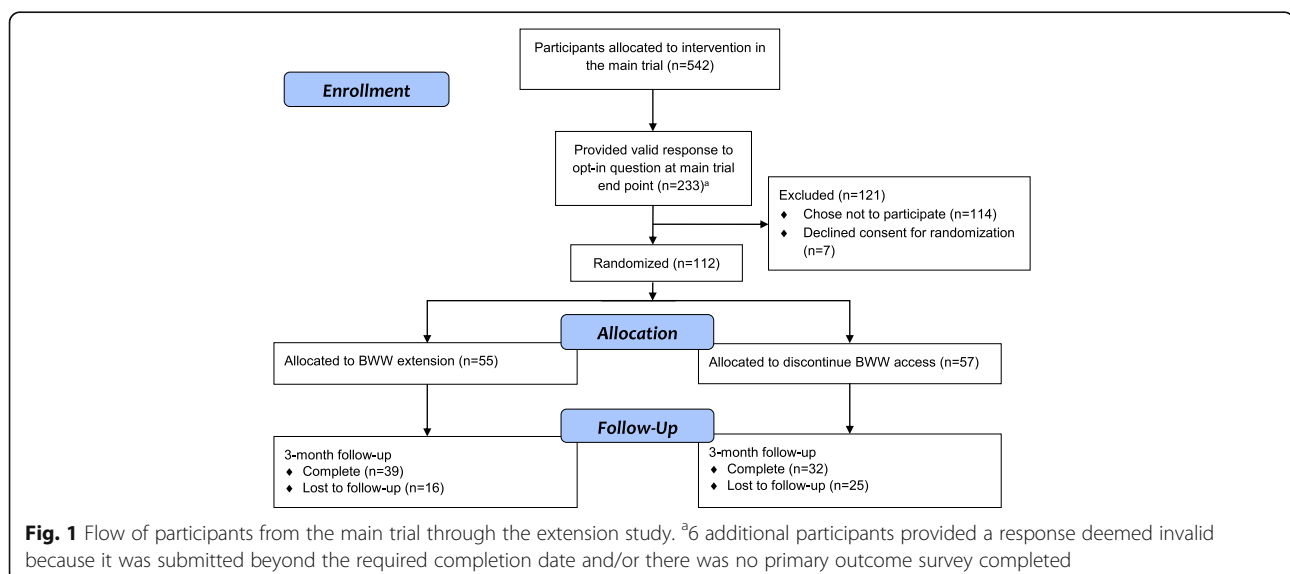 Participants allocated to intervention in
the main trial (n=542)
Enrollment
Provided valid response to
opt-in question at main trial
end point (n=233)ᵃ
Excluded (n=121)
♦ Chose not to participate (n=114)
♦ Declined consent for randomization
(n=7)
Randomized (n=112)
Allocation
Allocated to BWW extension (n=55)
Allocated to discontinue BWW access (n=57)
Follow-Up
3-month follow-up
♦ Complete (n=39)
♦ Lost to follow-up (n=16)
3-month follow-up
♦ Complete (n=32)
♦ Lost to follow-up (n=25)
Fig. 1 Flow of participants from the main trial through the extension study. ᵃ6 additional participants provided a response deemed invalid
because it was submitted beyond the required completion date and/or there was no primary outcome survey completed